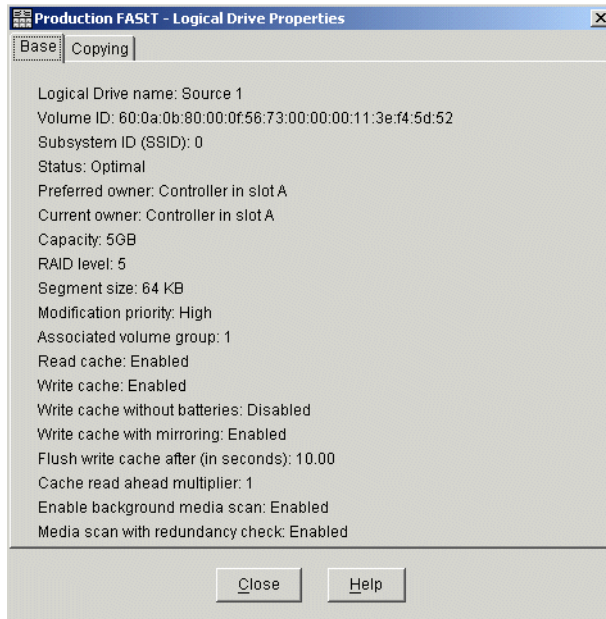 Production FAStT - Logical Drive Properties
Base Copying
Logical Drive name: Source 1
Volume ID: 60:0a:0b:80:00:0f:56:73:00:00:00:11:3e:f4:5d:52
Subsystem ID (SSID): 0
Status: Optimal
Preferred owner: Controller in slot A
Current owner: Controller in slot A
Capacity: 5GB
RAID level: 5
Segment size: 64 KB
Modification priority: High
Associated volume group: 1
Read cache: Enabled
Write cache: Enabled
Write cache without batteries: Disabled
Write cache with mirroring: Enabled
Flush write cache after (in seconds): 10.00
Cache read ahead multiplier: 1
Enable background media scan: Enabled
Media scan with redundancy check: Enabled
Close Help